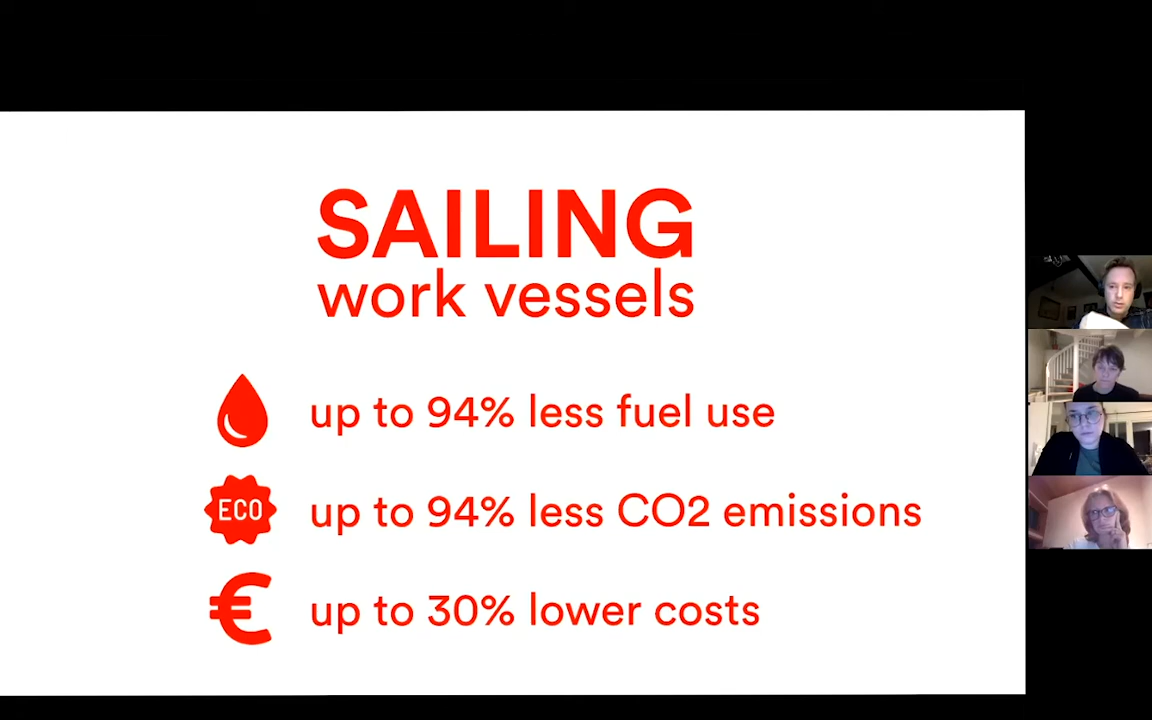 SAILING
work vessels
up to 94% less fuel use
ECO
up to 94% less CO2 emissions
€
up to 30% lower costs